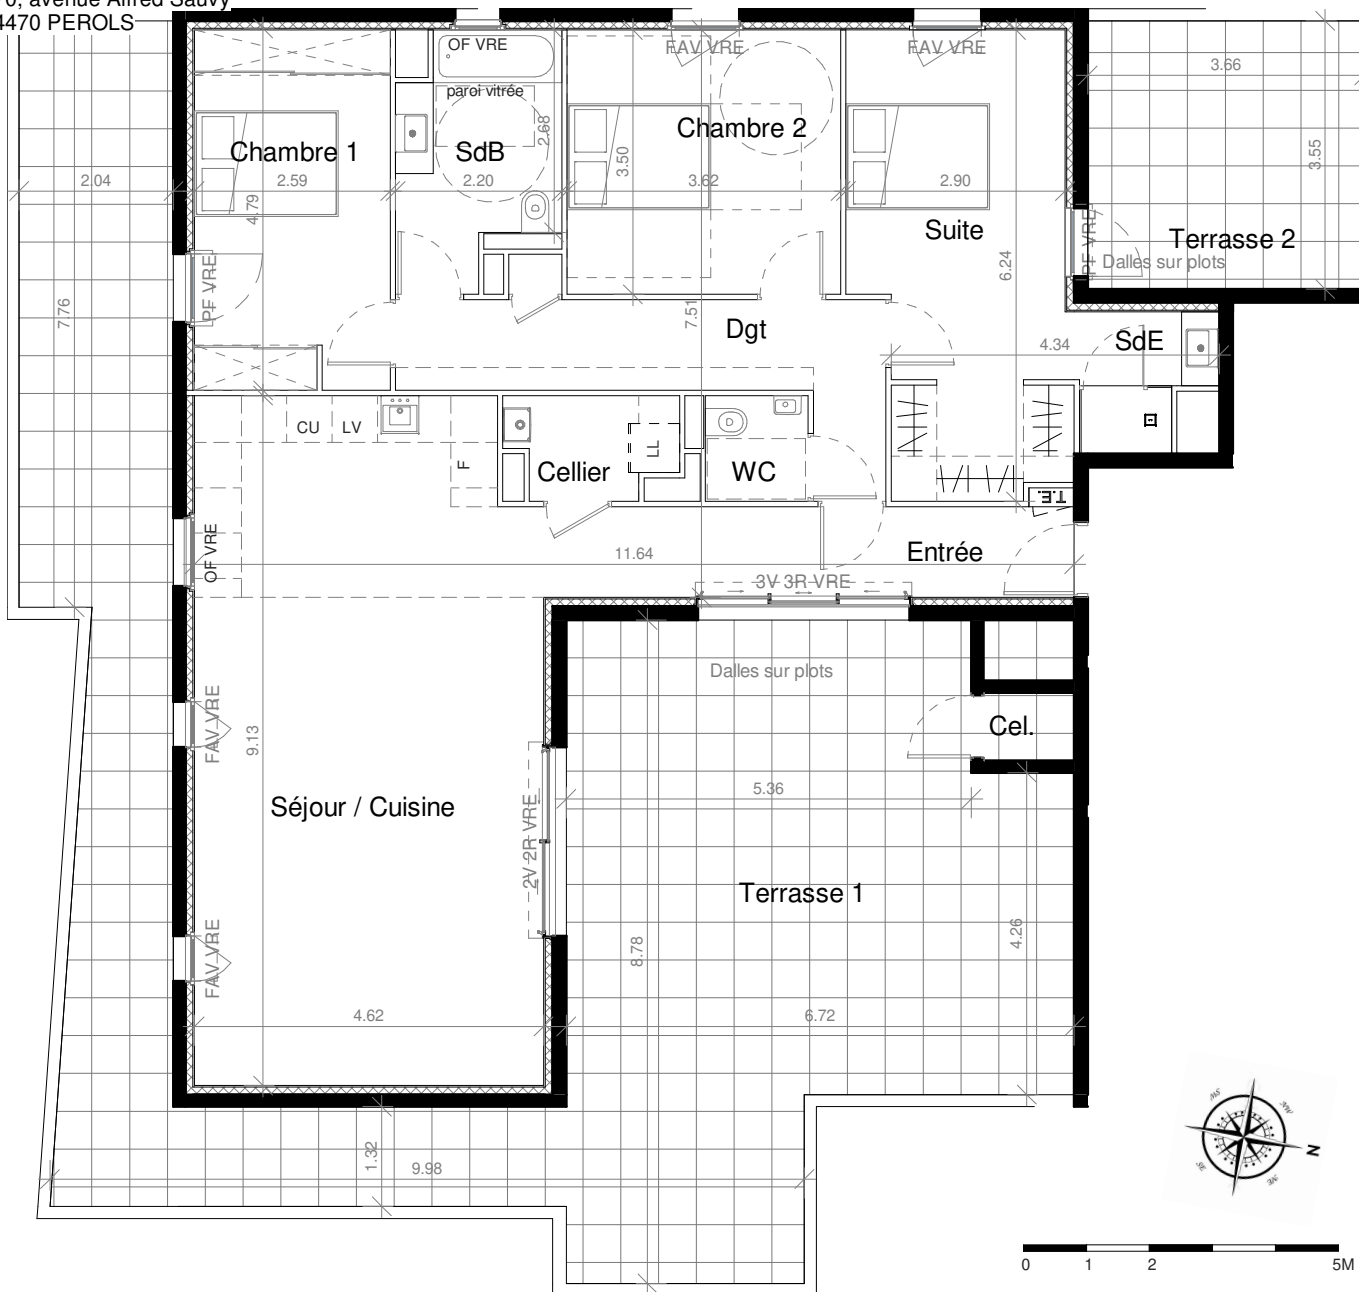 avenue Alfred Sauvy
4470 PEROLS
OF VRE
FAV VRE
FAV VRE
3.66
paroi vitrée
2.68
Chambre 1
SdB
Chambre 2
3.50
3.55
2.04
2.59
2.20
3.62
2.90
4.79
Suite
Terrasse 2
Dalles sur plots
PF VRE
PF VRE
6.24
7.76
7.51
Dgt
SdE
4.34
CU
LV
F
Cellier
LL
WC
T.E.
OF VRE
11.64
Entrée
3V 3R VRE
Dalles sur plots
FAV VRE
9.13
Cel.
5.36
Séjour / Cuisine
2V 2R VRE
Terrasse 1
FAV VRE
8.78
4.26
4.62
6.72
1.32
9.98
SW
NW
N
SE
NE
0
1
2
5M